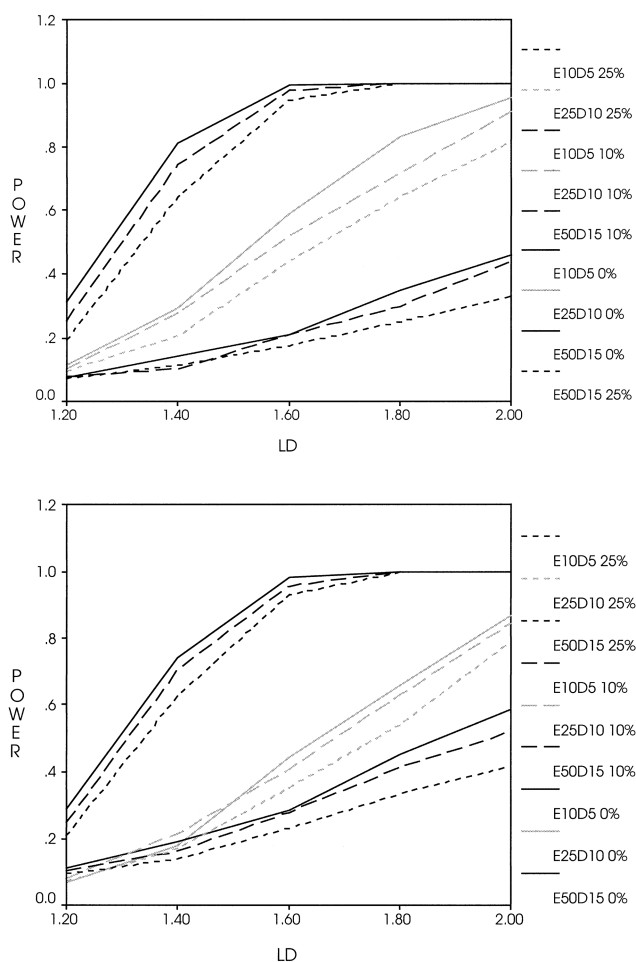 1.2
1.0
.8
.6
.4
.2
0.0
POWER
1.20 1.40 1.60 1.80 2.00
LD
E10D5 25%
E25D10 25%
E10D5 10%
E25D10 10%
E50D15 10%
E10D5 0%
E25D10 0%
E50D15 0%
E50D15 25%
1.2
1.0
.8
.6
.4
.2
0.0
POWER
1.20 1.40 1.60 1.80 2.00
LD
E10D5 25%
E25D10 25%
E50D15 25%
E10D5 10%
E25D10 10%
E50D15 10%
E10D5 0%
E25D10 0%
E50D15 0%